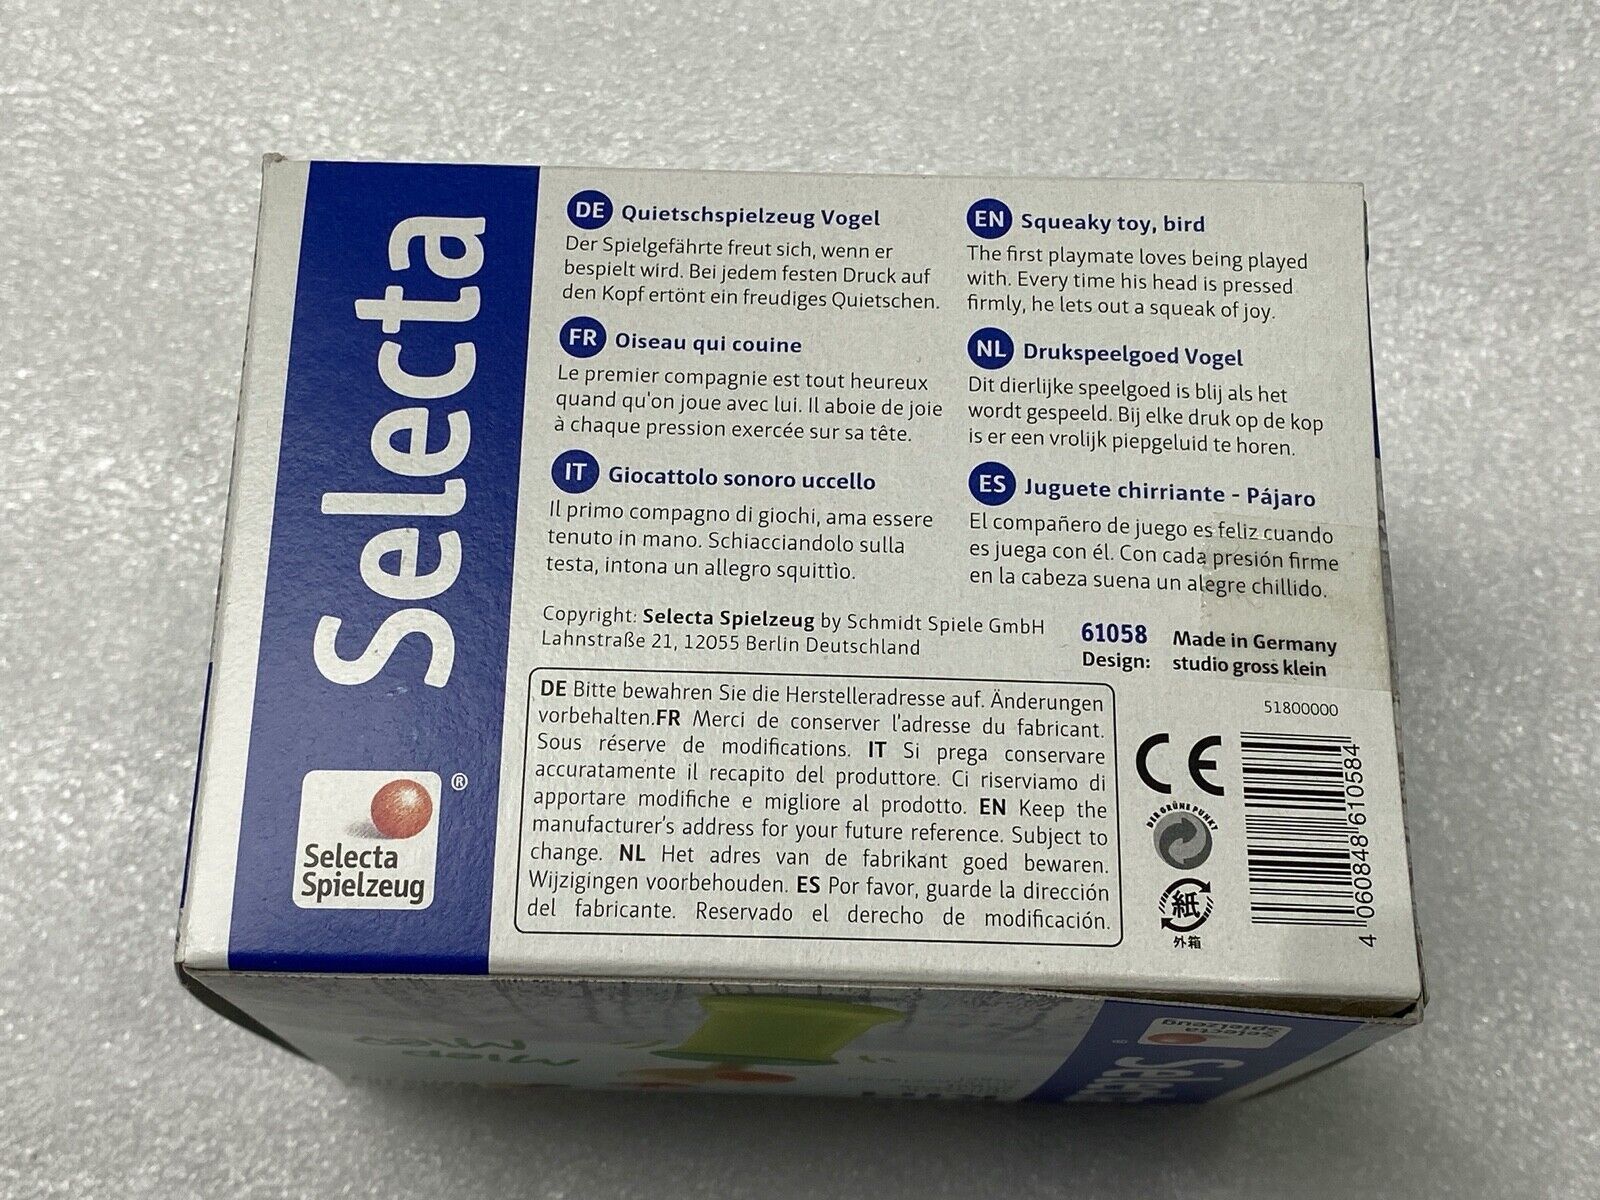 Selecta
Selecta
Spielzeug
®
DE Quietschspielzeug Vogel
Der Spielgefährte freut sich, wenn er
bespielt wird. Bei jedem festen Druck auf
den Kopf ertönt ein freudiges Quietschen.
FR Oiseau qui couine
Le premier compagnie est tout heureux
quand qu'on joue avec lui. Il aboie de joie
à chaque pression exercée sur sa tête.
IT Giocattolo sonoro uccello
Il primo compagno di giochi, ama essere
tenuto in mano. Schiacciandolo sulla
testa, intona un allegro squittìo.
EN Squeaky toy, bird
The first playmate loves being played
with. Every time his head is pressed
firmly, he lets out a squeak of joy.
NL Drukspeelgoed Vogel
Dit dierlijke speelgoed is blij als het
wordt gespeeld. Bij elke druk op de kop
is er een vrolijk piepgeluid te horen.
ES Juguete chirriante - Pájaro
El compañero de juego es feliz cuando
es juega con él. Con cada presión firme
en la cabeza suena un alegre chillido.
Copyright: Selecta Spielzeug by Schmidt Spiele GmbH
Lahnstraße 21, 12055 Berlin Deutschland
61058 Made in Germany
Design: studio gross klein
51800000
DE Bitte bewahren Sie die Herstelleradresse auf. Änderungen
vorbehalten.FR Merci de conserver l'adresse du fabricant.
Sous réserve de modifications. IT Si prega conservare
accuratamente il recapito del produttore. Ci riserviamo di
apportare modifiche e migliore al prodotto. EN Keep the
manufacturer's address for your future reference. Subject to
change. NL Het adres van de fabrikant goed bewaren.
Wijzigingen voorbehouden. ES Por favor, guarde la dirección
del fabricante. Reservado el derecho de modificación.
CE
DER GRÜNE PUNKT
紙
外箱
4 060848 610584
Selecta
Spielzeug
Miep